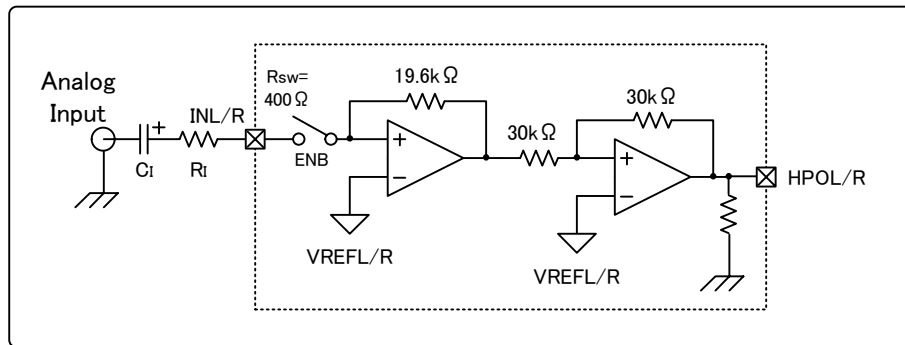 Analog
Input
CI
+
RI
INL/R
Rsw=
400Ω
ENB
19.6kΩ
+
−
VREFL/R
30kΩ
30kΩ
+
−
VREFL/R
HPOL/R